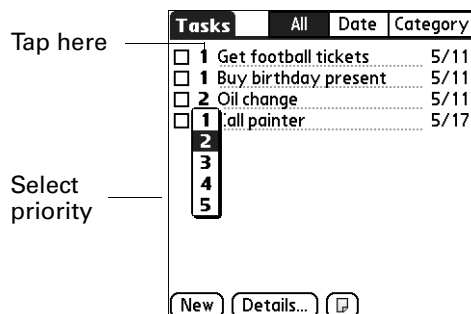 Tasks All Date Category
Tap here
1 Get football tickets 5/11
1 Buy birthday present 5/11
2 Oil change 5/11
1 all painter 5/17
2
3
4
5
Select
priority
New Details...